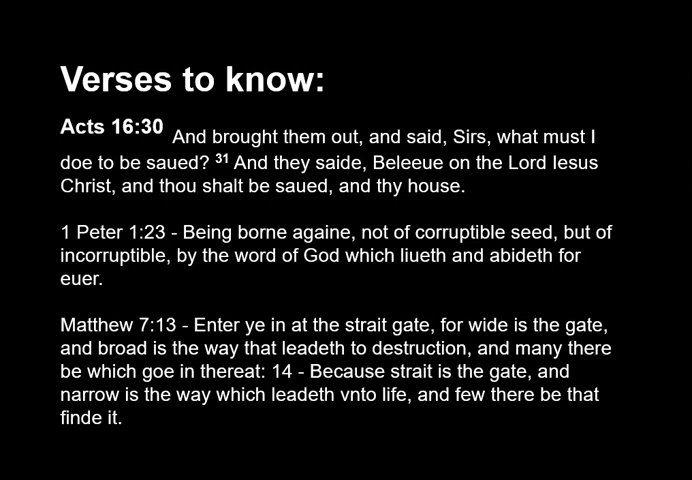 Verses to know:
Acts 16:30 And brought them out, and said, Sirs, what must I
doe to be saued? 31 And they saide, Beleeue on the Lord Iesus
Christ, and thou shalt be saued, and thy house.
1 Peter 1:23 - Being borne againe, not of corruptible seed, but of
incorruptible, by the word of God which liueth and abideth for
euer.
Matthew 7:13 - Enter ye in at the strait gate, for wide is the gate,
and broad is the way that leadeth to destruction, and many there
be which goe in thereat: 14 - Because strait is the gate, and
narrow is the way which leadeth vnto life, and few there be that
finde it.